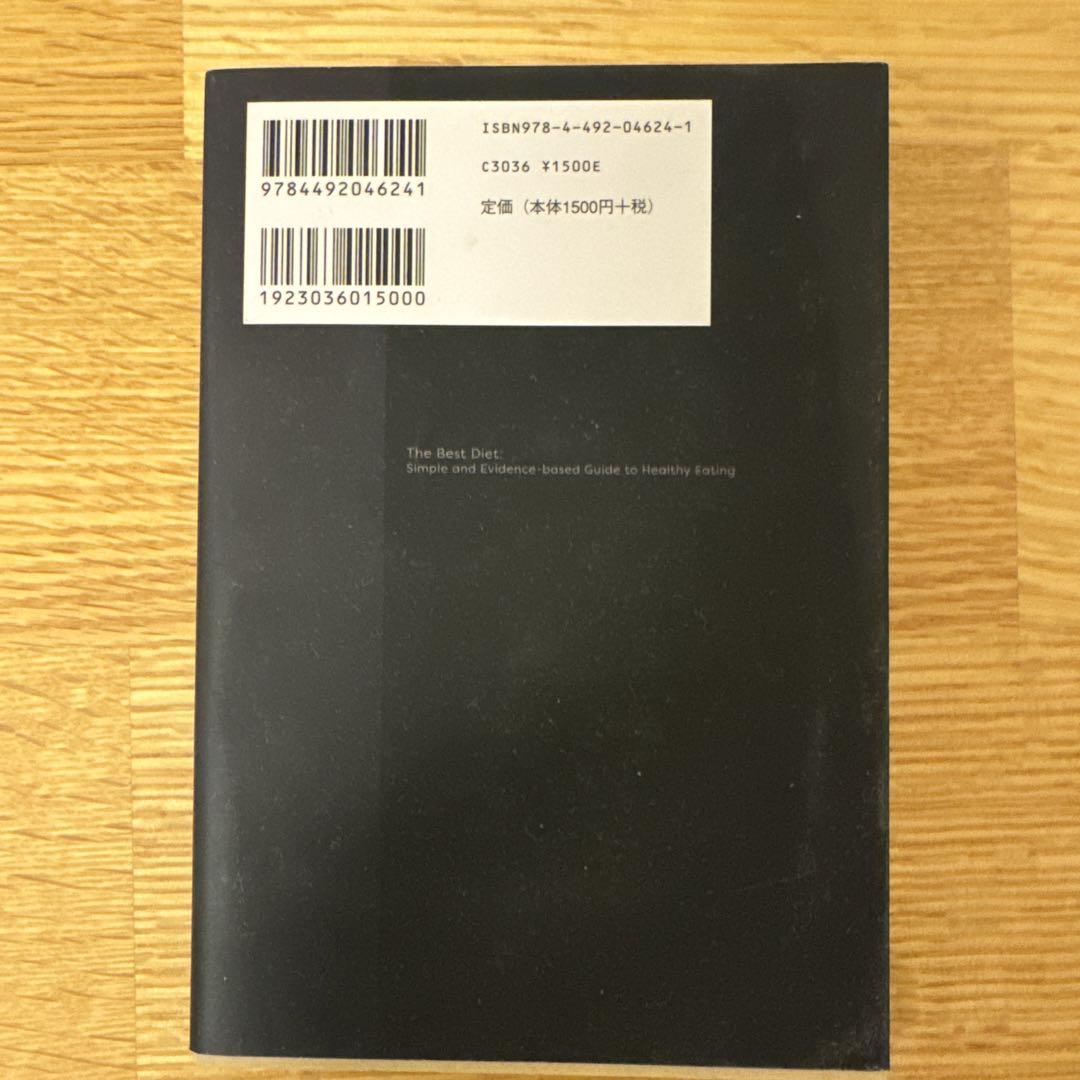 9784492046241
ISBN978-4-492-04624-1
C3036 ¥1500E
定価（本体1500円＋税）
1923036015000
The Best Diet:
Simple and Evidence-based Guide to Healthy Eating